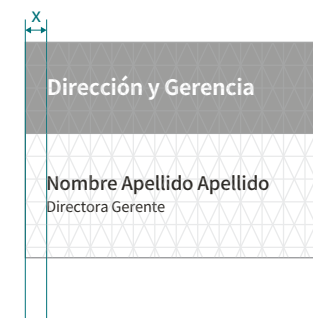 X
Dirección y Gerencia
Nombre Apellido Apellido
Directora Gerente